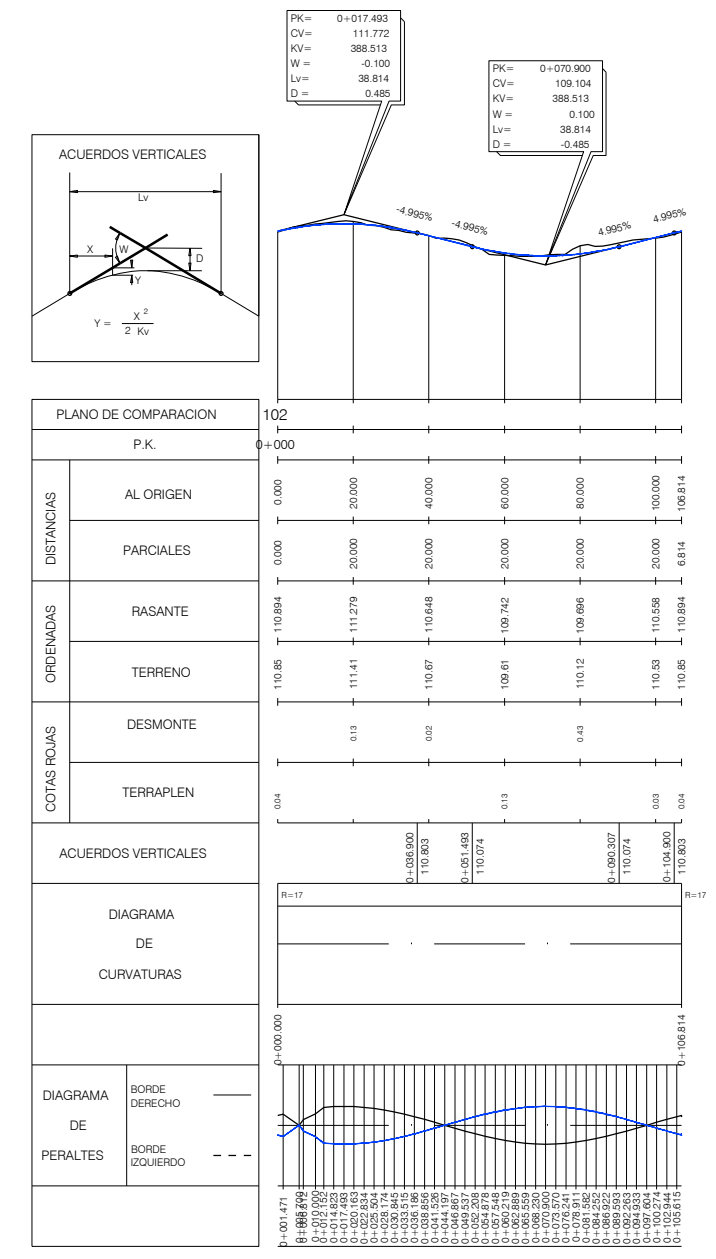 PK= 0+017.493
CV= 111.772
KV= 388.513
W = -0.100
Lv= 38.814
D = 0.485
PK= 0+070.900
CV= 109.104
KV= 388.513
W = 0.100
Lv= 38.814
D = -0.485
ACUERDOS VERTICALES
Lv
X
W
D
Y
Y = X 2
2 Kv
-4.995%
-4.995%
4.995%
4.995%
PLANO DE COMPARACION 102
P.K. 0+000
DISTANCIAS
AL ORIGEN 0.000 20.000 40.000 60.000 80.000 100.000 106.814
PARCIALES 0.000 20.000 20.000 20.000 20.000 20.000 6.814
ORDENADAS
RASANTE 110.894 111.279 110.648 109.742 109.696 110.558 110.894
TERRENO 110.85 111.41 110.67 109.61 110.12 110.53 110.85
COTAS ROJAS
DESMONTE 0.13 0.02 0.43
TERRAPLEN 0.04 0.13 0.03 0.04
ACUERDOS VERTICALES
0+036.900
110.803
0+051.493
110.074
0+090.307
110.074
0+104.900
110.803
DIAGRAMA
DE
CURVATURAS
R=17
R=17
0+000.000
0+106.814
DIAGRAMA
DE
PERALTES
BORDE
DERECHO
BORDE
IZQUIERDO
0+001.471
0+010.000
0+012.152
0+014.823
0+017.493
0+020.163
0+022.834
0+025.504
0+028.174
0+030.845
0+033.515
0+036.186
0+038.856
0+041.526
0+044.197
0+046.867
0+049.537
0+052.208
0+054.878
0+057.548
0+060.219
0+062.889
0+065.559
0+068.230
0+070.900
0+073.570
0+076.241
0+078.911
0+081.582
0+084.252
0+086.922
0+089.593
0+092.263
0+094.933
0+097.604
0+100.274
0+102.944
0+105.615